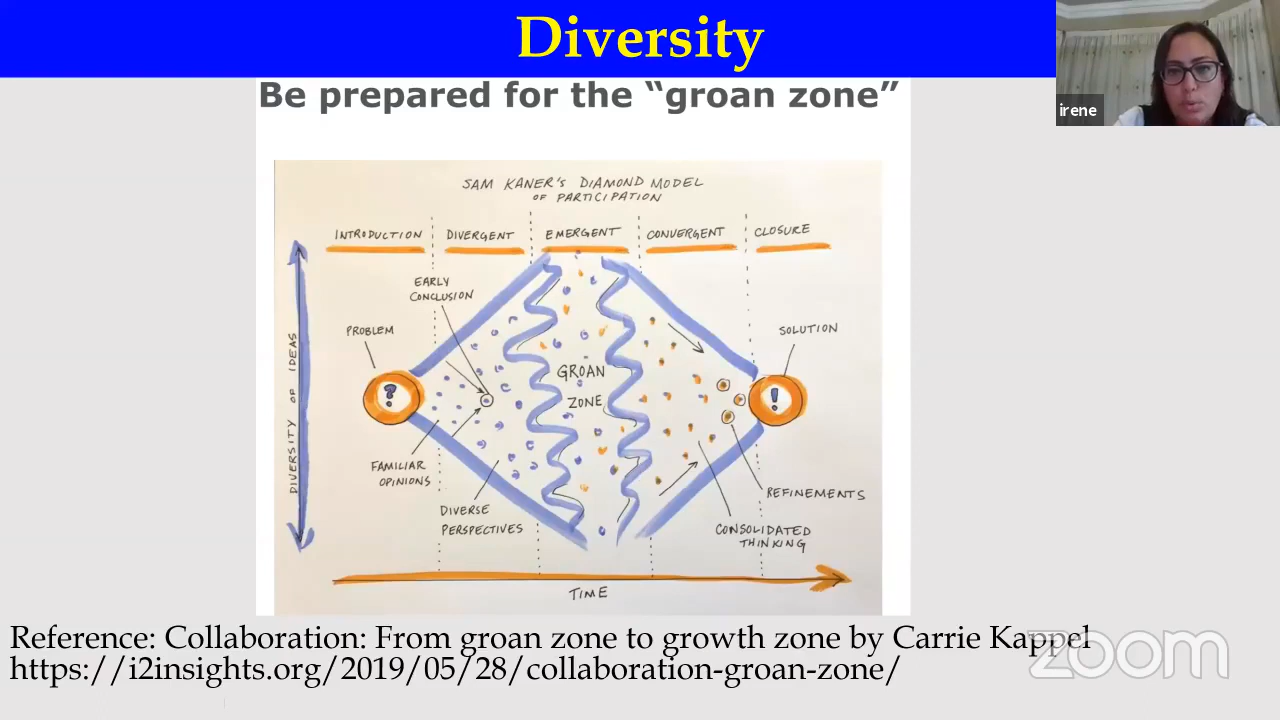 Diversity
Be prepared for the “groan zone”
irene
SAM KANER'S DIAMOND MODEL
OF PARTICIPATION
INTRODUCTION
DIVERGENT
EMERGENT
CONVERGENT
CLOSURE
EARLY
CONCLUSION
PROBLEM
?
GROAN
ZONE
SOLUTION
!
DIVERSITY OF IDEAS
FAMILIAR
OPINIONS
DIVERSE
PERSPECTIVES
REFINEMENTS
CONSOLIDATED
THINKING
TIME
Reference: Collaboration: From groan zone to growth zone by Carrie Kappel
https://i2insights.org/2019/05/28/collaboration-groan-zone/
zoom